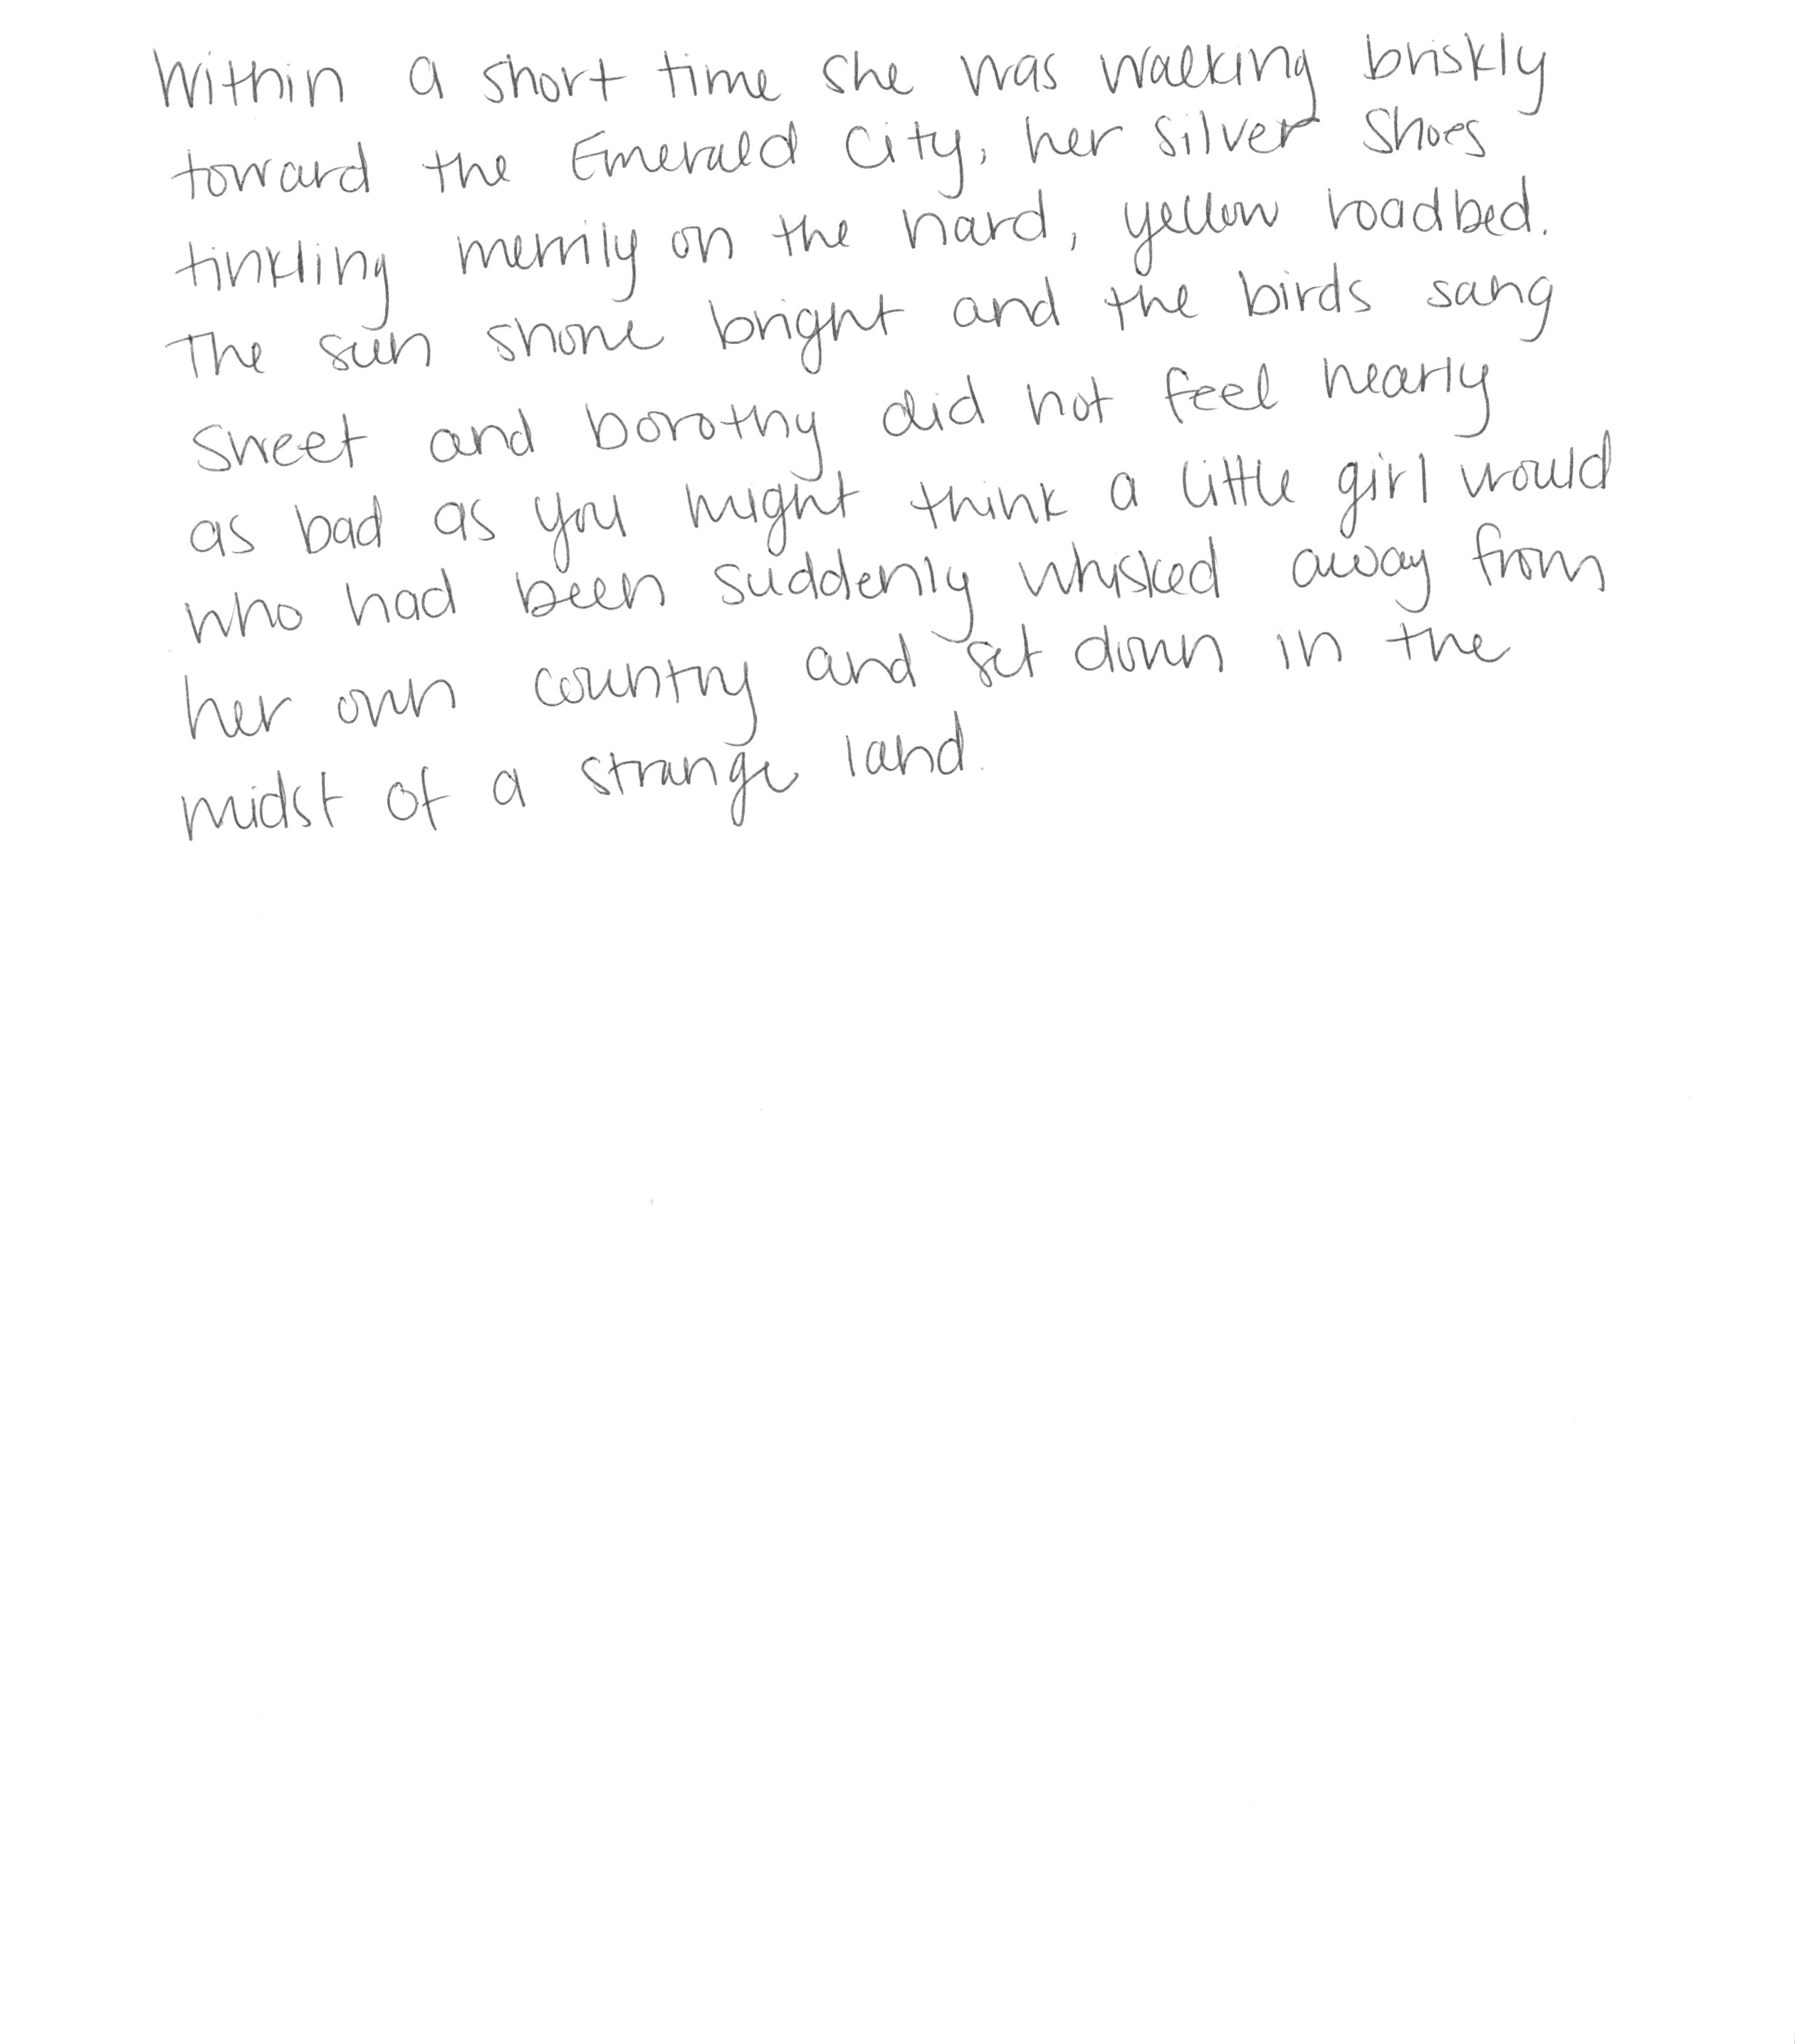 Within a short time she was walking briskly
toward the Emerald City, her silver shoes
tinkling merrily on the hard, yellow roadbed.
The sun shone bright and the birds sang
sweet and Dorothy did not feel nearly
as bad as you might think a little girl would
who had been suddenly whisked away from
her own country and set down in the
midst of a strange land.